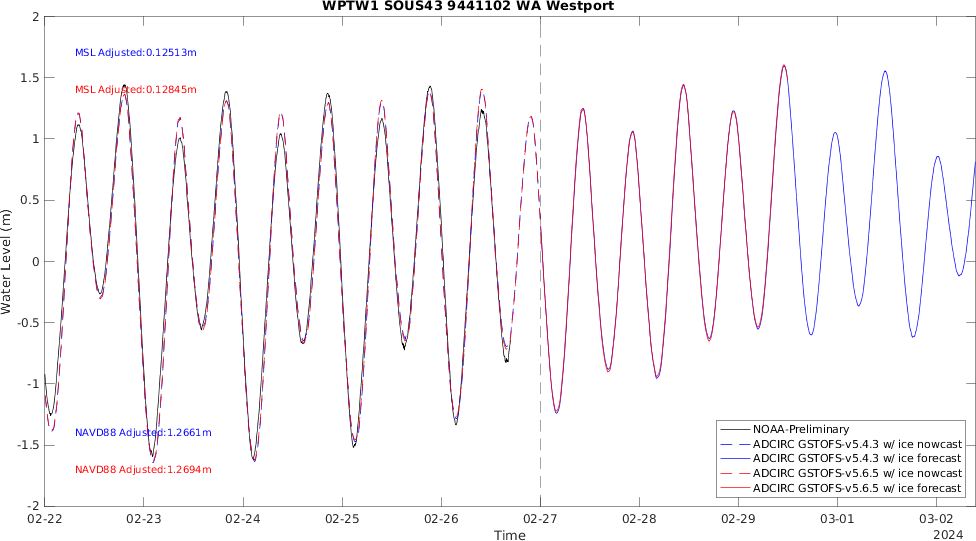 WPTW1 SOUS43 9441102 WA Westport
2
1.5
1
0.5
0
-0.5
-1
-1.5
-2
Water Level (m)
MSL Adjusted:0.12513m
MSL Adjusted:0.12845m
NAVD88 Adjusted:1.2661m
NAVD88 Adjusted:1.2694m
NOAA-Preliminary
ADCIRC GSTOFS-v5.4.3 w/ ice nowcast
ADCIRC GSTOFS-v5.4.3 w/ ice forecast
ADCIRC GSTOFS-v5.6.5 w/ ice nowcast
ADCIRC GSTOFS-v5.6.5 w/ ice forecast
02-22 02-23 02-24 02-25 02-26 02-27 02-28 02-29 03-01 03-02
Time
2024